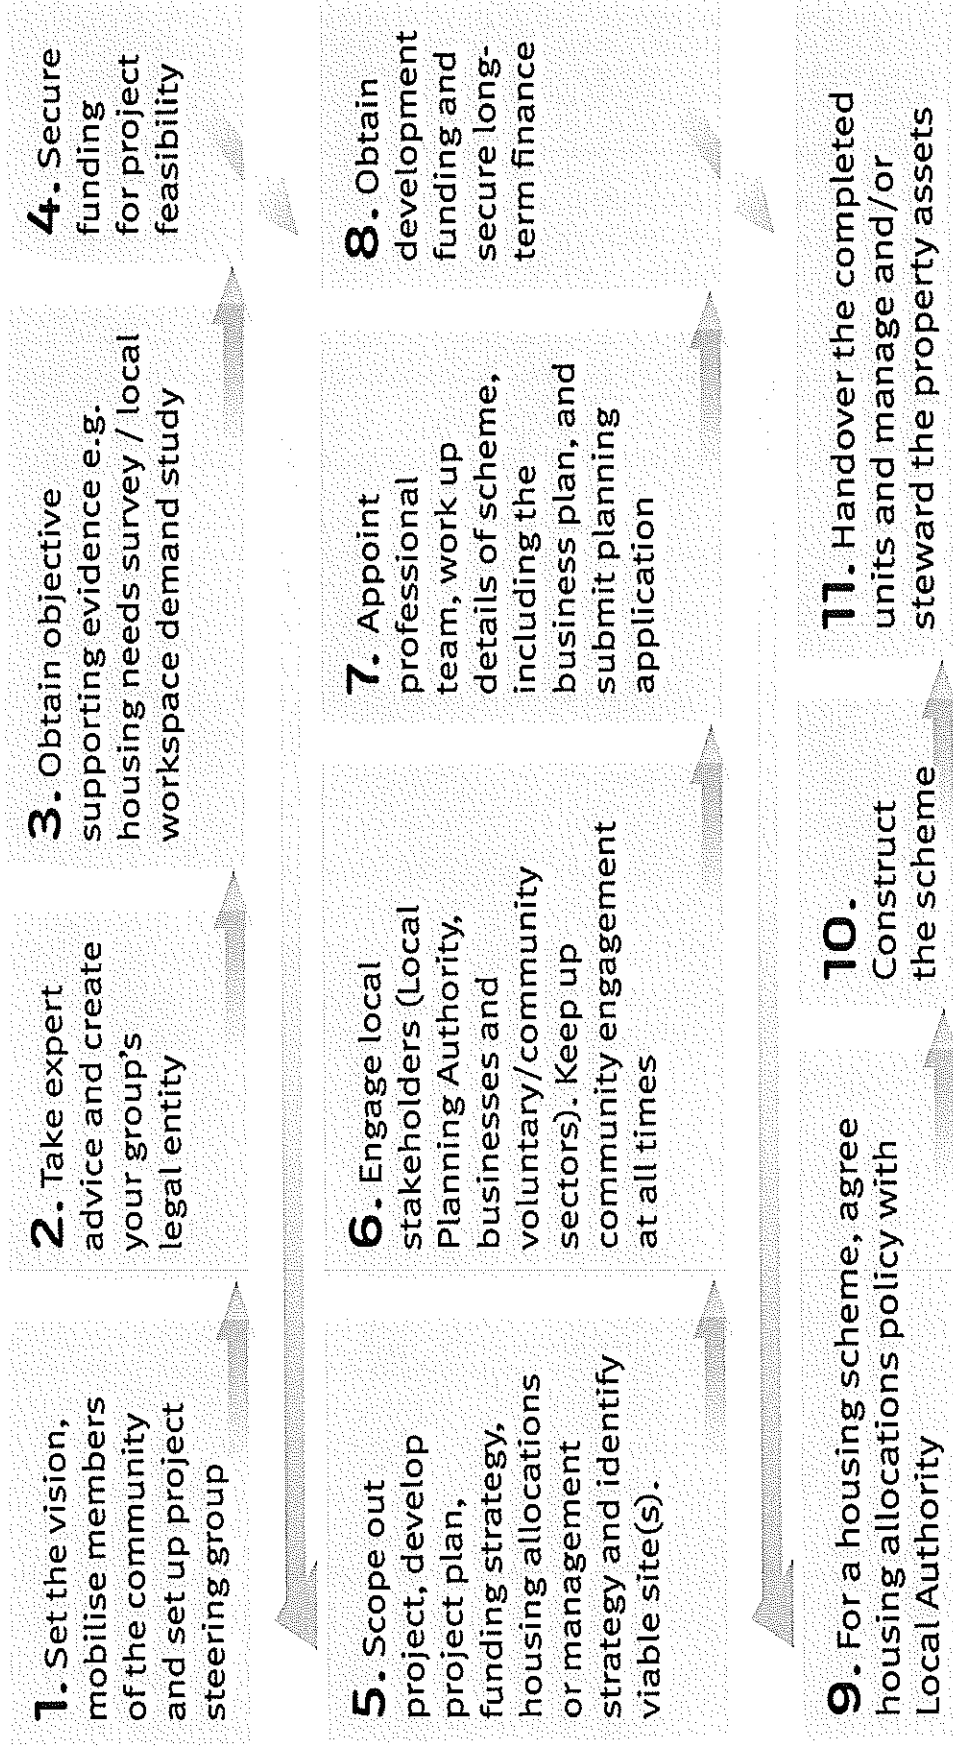 1. Set the vision,
mobilise members
of the community
and set up project
steering group
2. Take expert
advice and create
your group's
legal entity
3. Obtain objective
supporting evidence e.g.
housing needs survey / local
workspace demand study
4. Secure
funding
for project
feasibility
5. Scope out
project, develop
project plan,
funding strategy,
housing allocations
or management
strategy and identify
viable site(s).
6. Engage local
stakeholders (Local
Planning Authority,
businesses and
voluntary/community
sectors). Keep up
community engagement
at all times
7. Appoint
professional
team, work up
details of scheme,
including the
business plan, and
submit planning
application
8. Obtain
development
funding and
secure long-
term finance
9. For a housing scheme, agree
housing allocations policy with
Local Authority
10.
Construct
the scheme
11. Handover the completed
units and manage and/or
steward the property assets